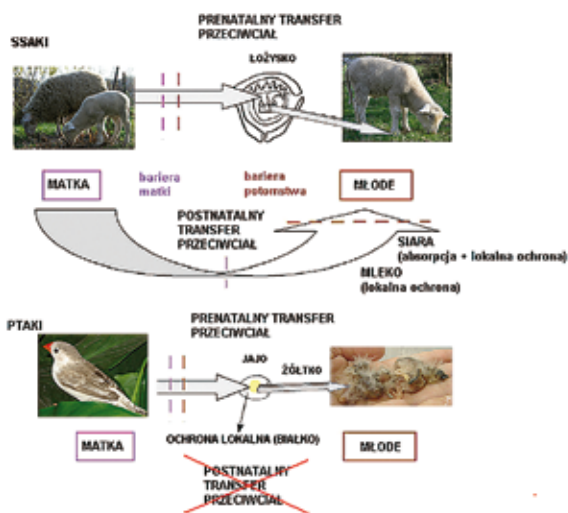 PRENATALNY TRANSFER
PRZECIWCIAŁ
SSAKI
ŁOŻYSKO
MATKA
bariera
matki
bariera
potomstwa
MŁODE
POSTNATALNY
TRANSFER
PRZECIWCIAŁ
SIARA
(absorpcja + lokalna ochrona)
MLEKO
(lokalna ochrona)
PRENATALNY TRANSFER
PRZECIWCIAŁ
PTAKI
JAJO
ŻÓŁTKO
MATKA
OCHRONA LOKALNA (BIAŁKO)
MŁODE
POSTNATALNY
TRANSFER
PRZECIWCIAŁ